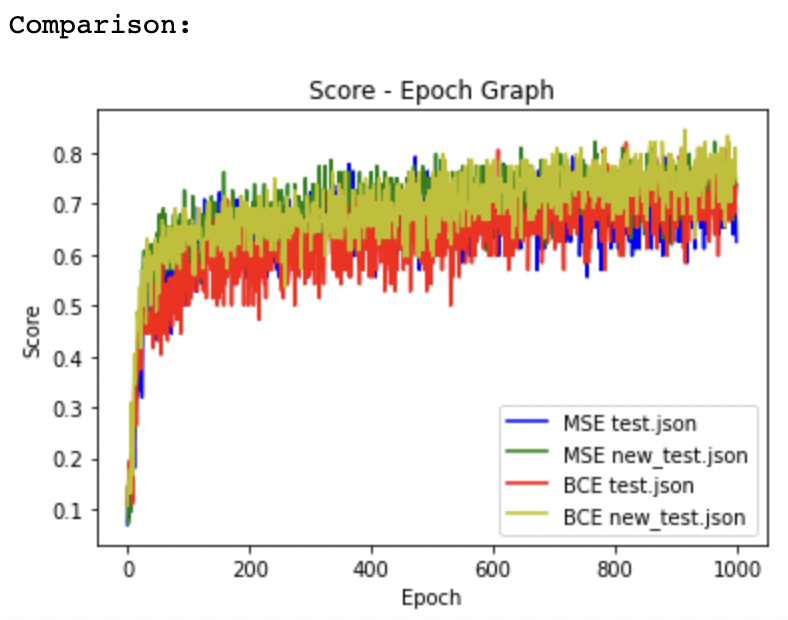 Comparison:
Score - Epoch Graph
Score
0.8
0.7
0.6
0.5
0.4
0.3
0.2
0.1
MSE test.json
MSE new_test.json
BCE test.json
BCE new_test.json
0 200 400 600 800 1000
Epoch